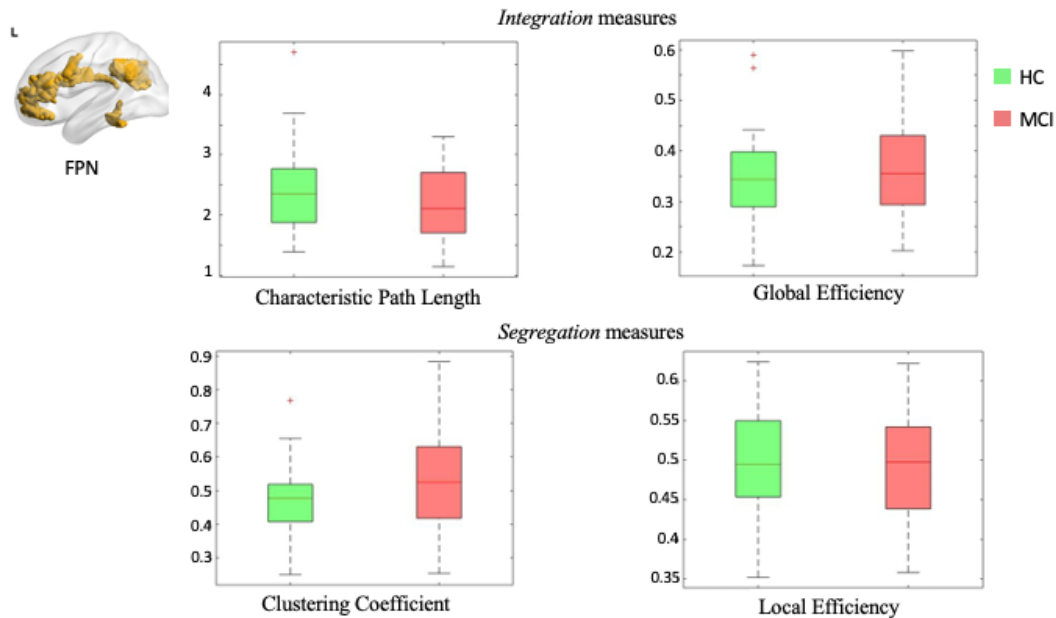 Integration measures
L
FPN
4
3
2
1
Characteristic Path Length
0.6
0.5
0.4
0.3
0.2
Global Efficiency
HC
MCI
Segregation measures
0.9
0.8
0.7
0.6
0.5
0.4
0.3
Clustering Coefficient
0.6
0.55
0.5
0.45
0.4
0.35
Local Efficiency